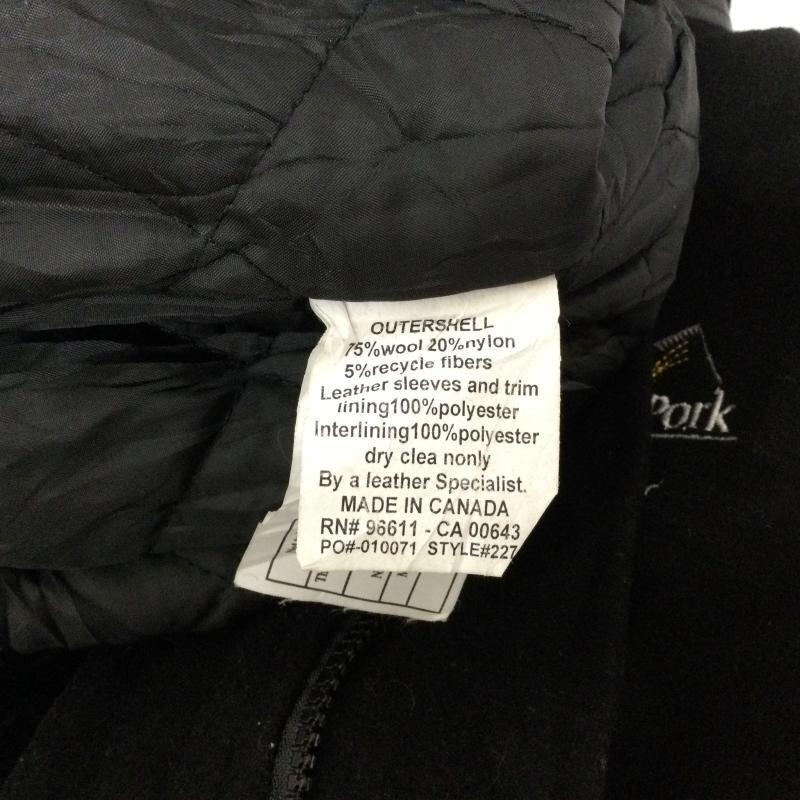 OUTERSHELL
75%wool 20%nylon
5%recycle fibers
Leather sleeves and trim
lining100%polyester
Interlining100%polyester
dry clea nonly
By a leather Specialist.
MADE IN CANADA
RN# 96611 - CA 00643
PO#-010071 STYLE#227
Pork